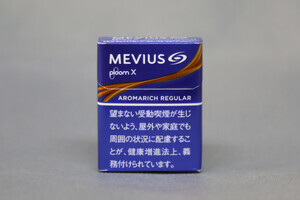 MEVIUS
ploom X
AROMARICH REGULAR
望まない受動喫煙が生じ
ないよう、屋外や家庭でも
周囲の状況に配慮するこ
とが、健康増進法上、義
務付けられています。